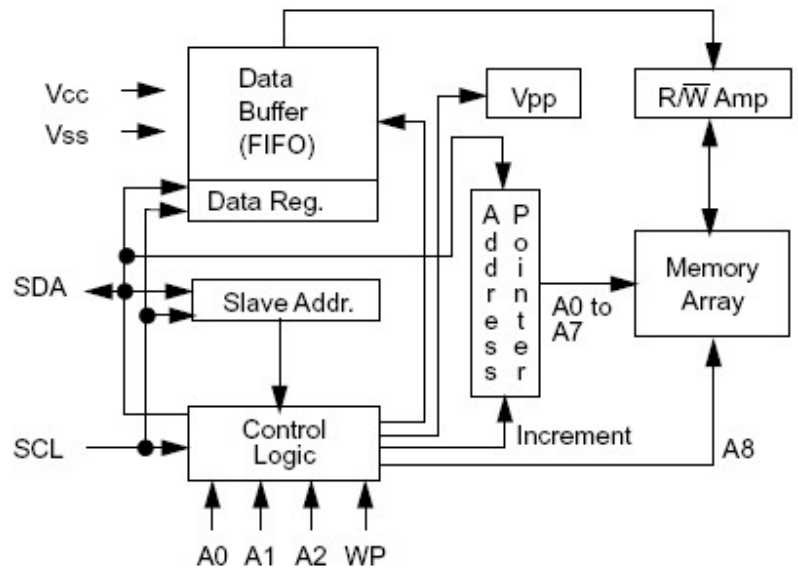 Data
Buffer
(FIFO)
Data Reg.
Vcc
Vss
Vpp
R/W̅ Amp
Address
Pointer
Memory
Array
A0 to
A7
SDA
Slave Addr.
SCL
Control
Logic
Increment
A8
A0 A1 A2 WP